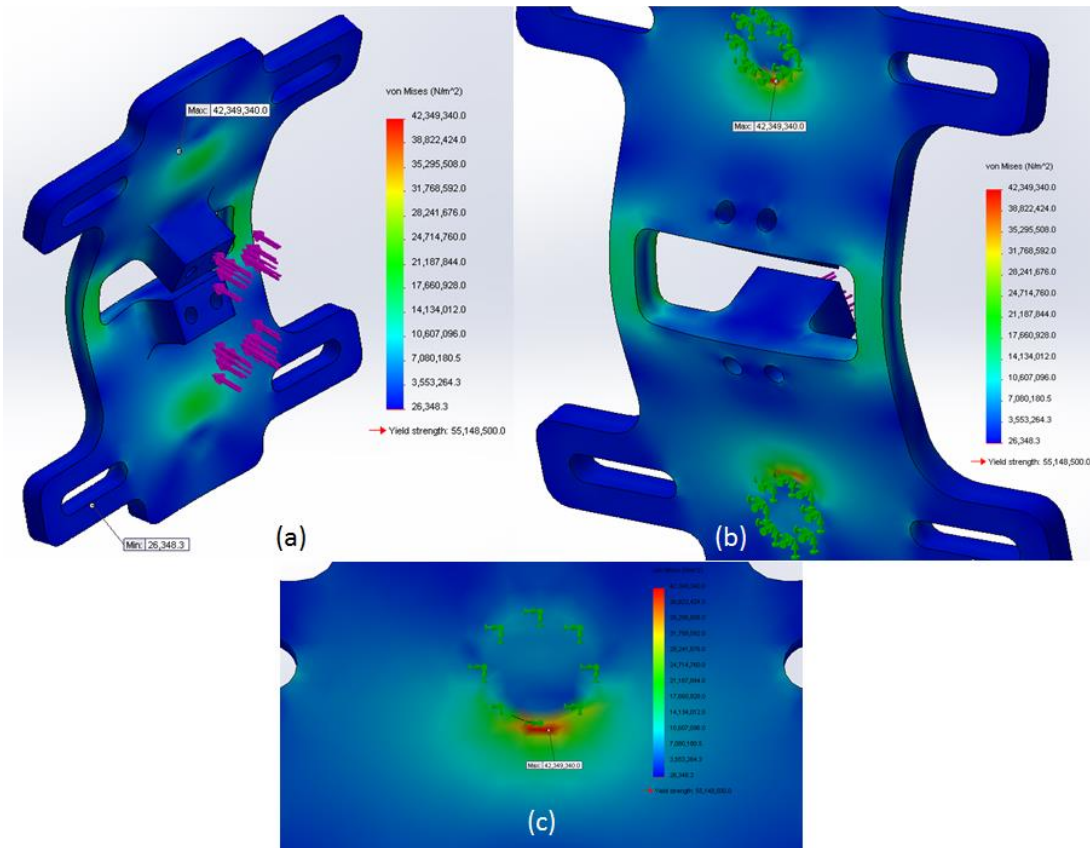 von Mises (N/m^2)
Max: 42,349,340.0
42,349,340.0
38,822,424.0
35,295,508.0
31,768,592.0
28,241,676.0
24,714,760.0
21,187,844.0
17,660,928.0
14,134,012.0
10,607,096.0
7,080,180.5
3,553,264.3
26,348.3
Yield strength: 55,148,500.0
Min: 26,348.3
(a)
(b)
Max: 42,349,340.0
von Mises (N/m^2)
42,349,340.0
38,822,424.0
35,295,508.0
31,768,592.0
28,241,676.0
24,714,760.0
21,187,844.0
17,660,928.0
14,134,012.0
10,607,096.0
7,080,180.5
3,553,264.3
26,348.3
Yield strength: 55,148,500.0
Max: 42,349,340.0
Yield strength: 55,148,500.0
(c)